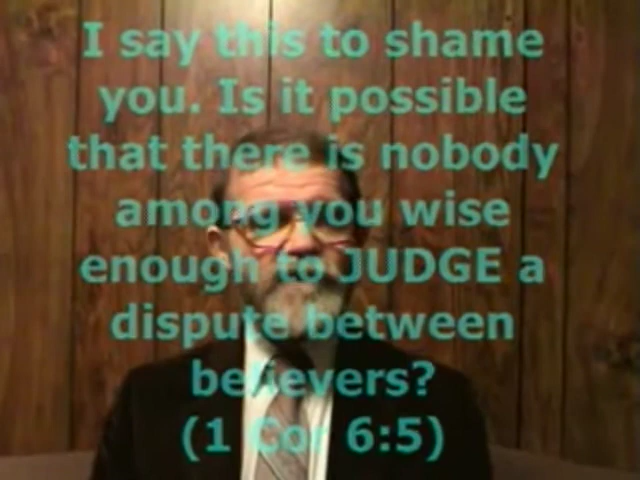 I say this to shame
you. Is it possible
that there is nobody
among you wise
enough to JUDGE a
dispute between
believers?
(1 Cor 6:5)